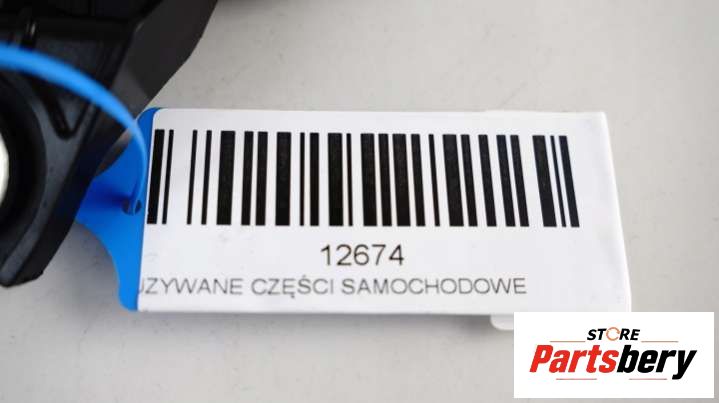 12674
UŻYWANE CZĘŚCI SAMOCHODOWE
STORE
Partsbery